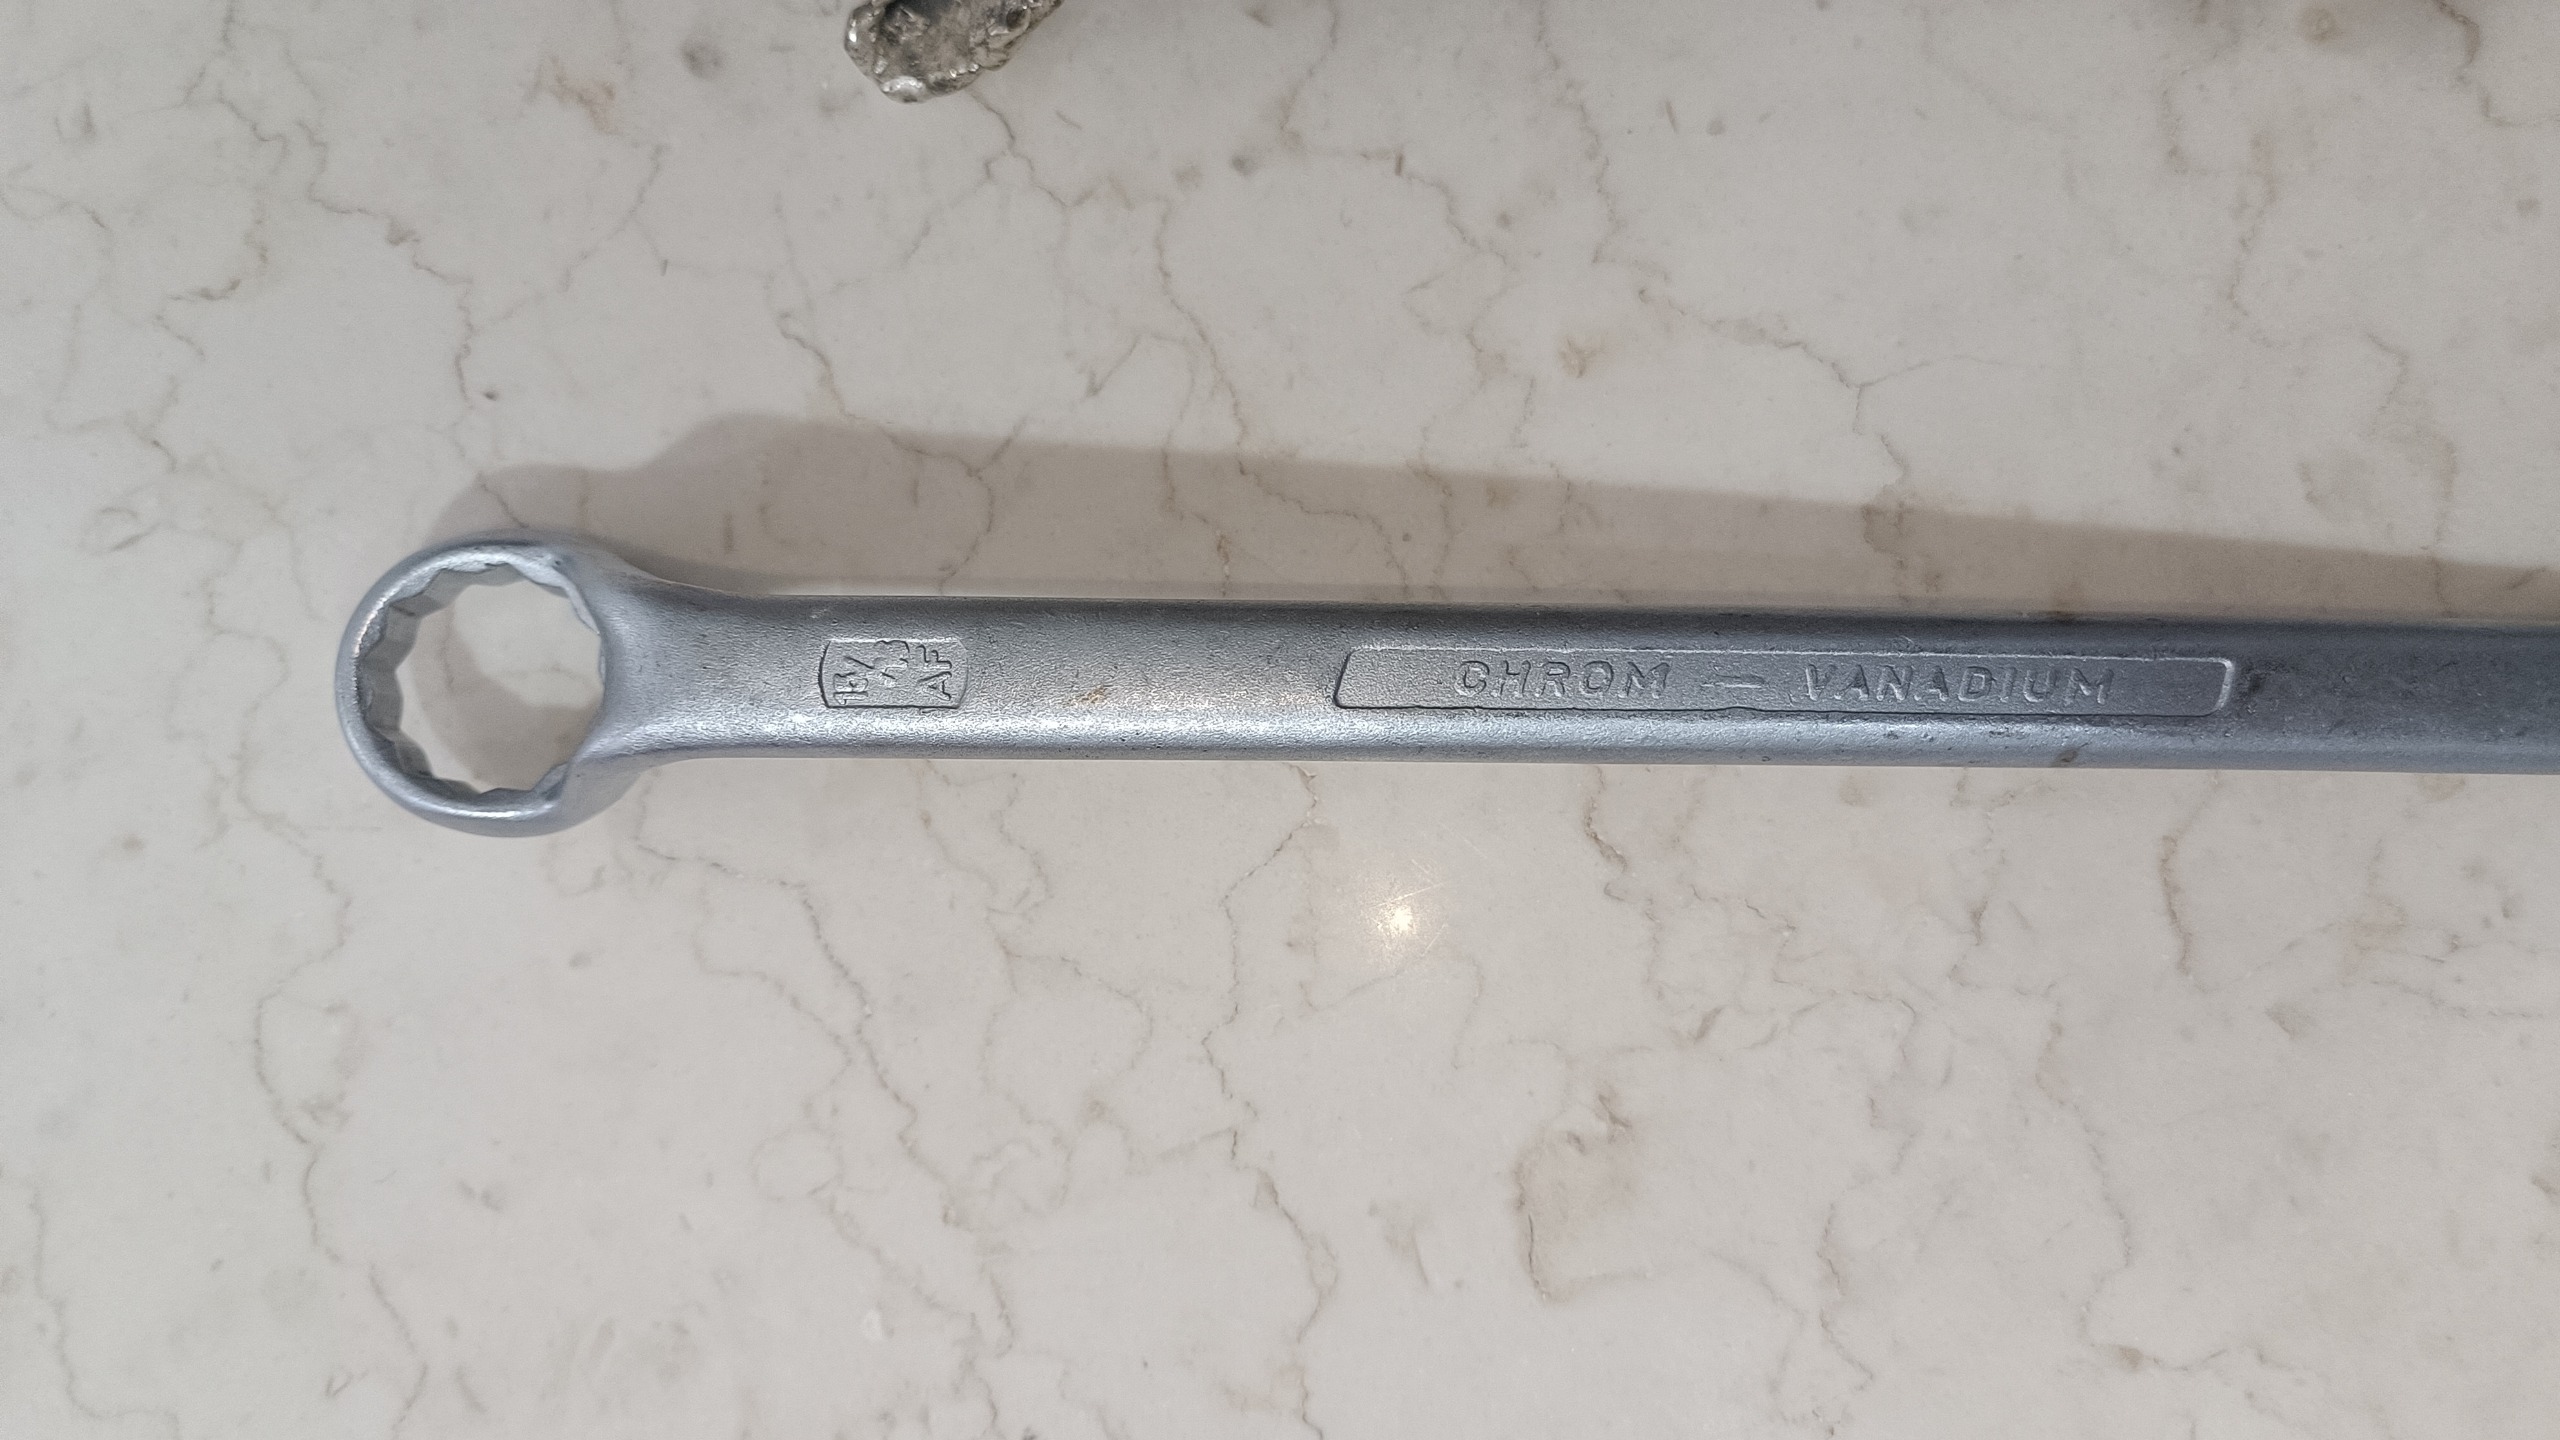 AF
CHROM — VANADIUM